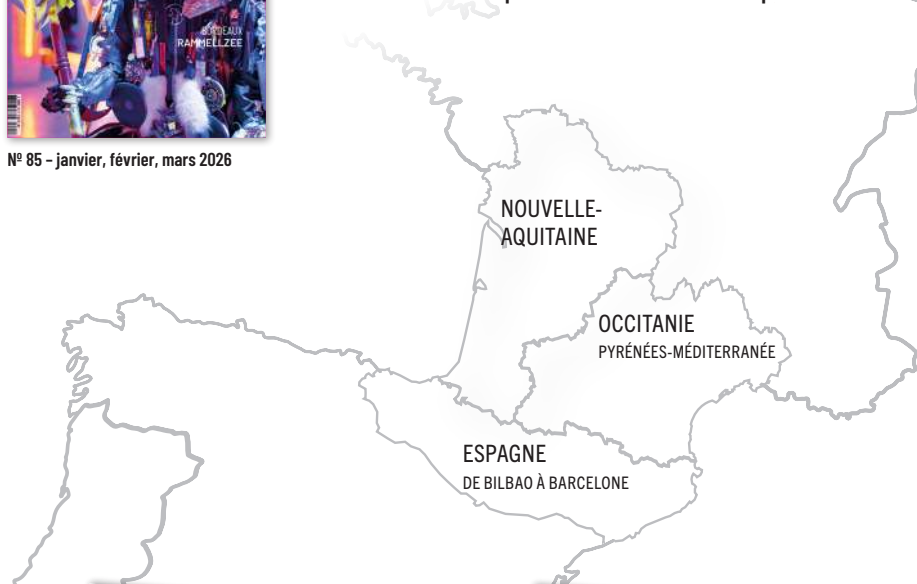 BORDEAUX
RAMMELLZEE
Nº 85 – janvier, février, mars 2026
NOUVELLE-
AQUITAINE
OCCITANIE
PYRÉNÉES-MÉDITERRANÉE
ESPAGNE
DE BILBAO À BARCELONE